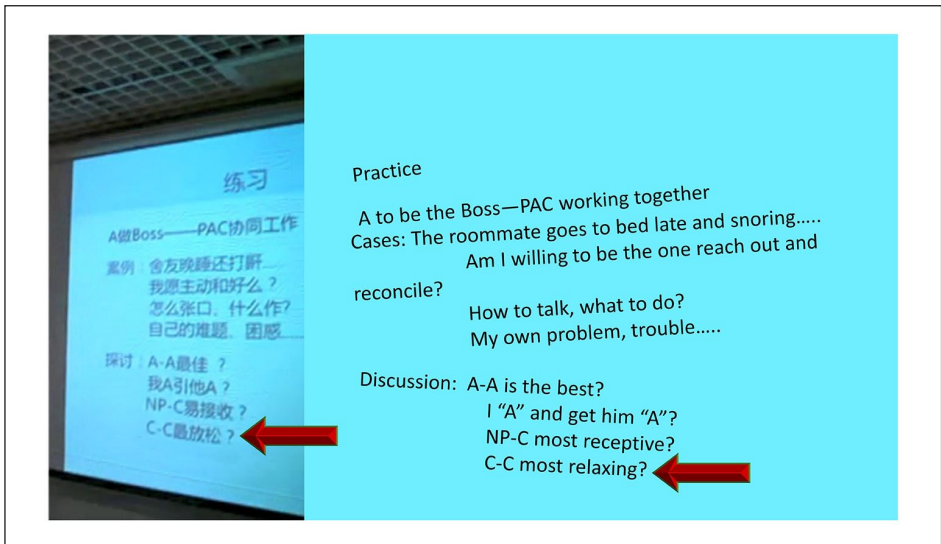 练习
A做Boss——PAC协同工作
案例：舍友晚睡还打鼾......
我愿主动和好么？
怎么张口、什么作？
自己的难题、困惑......
探讨：A-A最佳 ？
我A引他A？
NP-C易接收？
C-C最放松？
Practice
A to be the Boss—PAC working together
Cases: The roommate goes to bed late and snoring…..
Am I willing to be the one reach out and
reconcile?
How to talk, what to do?
My own problem, trouble…..
Discussion: A-A is the best?
I “A” and get him “A”?
NP-C most receptive?
C-C most relaxing?